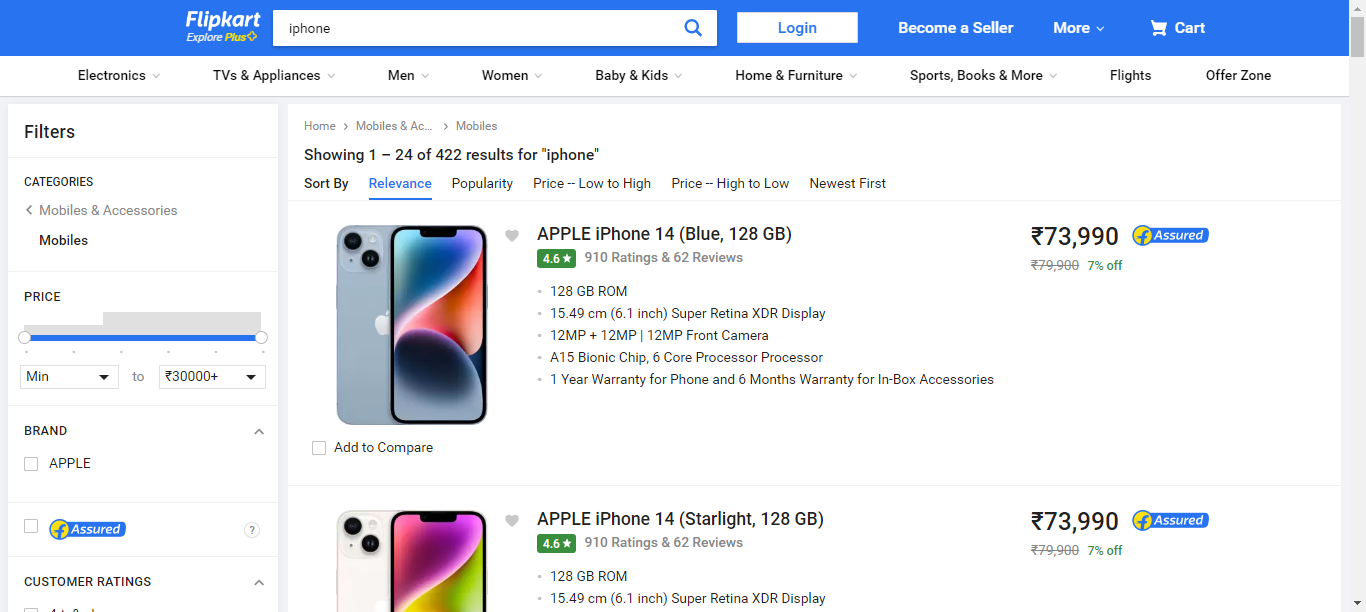 Flipkart
Explore Plus
iphone
Login
Become a Seller
More
Cart
Electronics
TVs & Appliances
Men
Women
Baby & Kids
Home & Furniture
Sports, Books & More
Flights
Offer Zone
Filters
CATEGORIES
Mobiles & Accessories
Mobiles
PRICE
Min
to
₹30000+
BRAND
APPLE
f Assured
?
CUSTOMER RATINGS
Home
Mobiles & Ac...
Mobiles
Showing 1 – 24 of 422 results for "iphone"
Sort By
Relevance
Popularity
Price -- Low to High
Price -- High to Low
Newest First
APPLE iPhone 14 (Blue, 128 GB)
4.6★ 910 Ratings & 62 Reviews
128 GB ROM
15.49 cm (6.1 inch) Super Retina XDR Display
12MP + 12MP | 12MP Front Camera
A15 Bionic Chip, 6 Core Processor Processor
1 Year Warranty for Phone and 6 Months Warranty for In-Box Accessories
₹73,990
f Assured
₹79,900 7% off
Add to Compare
APPLE iPhone 14 (Starlight, 128 GB)
4.6★ 910 Ratings & 62 Reviews
128 GB ROM
15.49 cm (6.1 inch) Super Retina XDR Display
₹73,990
f Assured
₹79,900 7% off